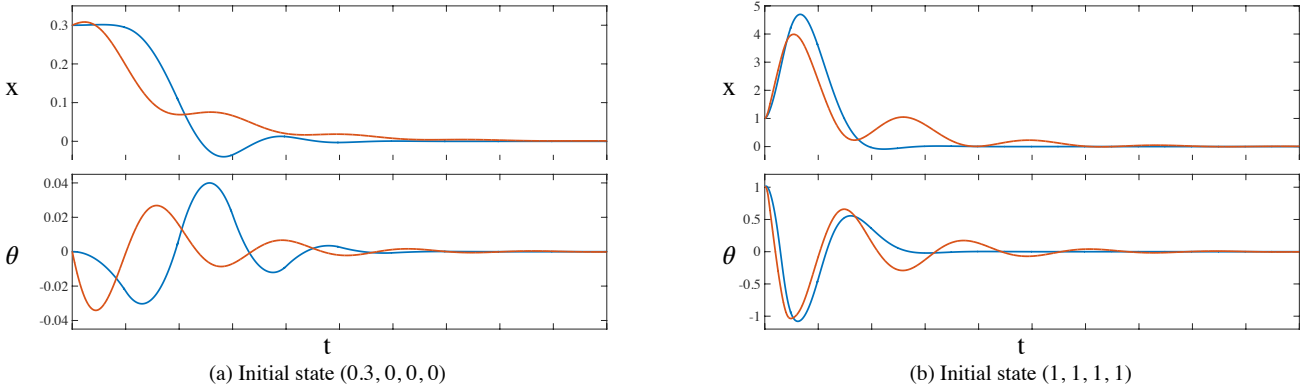 0.3
0.2
0.1
0
x
0.04
0.02
0
-0.02
-0.04
θ
t
(a) Initial state (0.3, 0, 0, 0)
5
4
3
2
1
0
x
1
0.5
0
-0.5
-1
θ
t
(b) Initial state (1, 1, 1, 1)